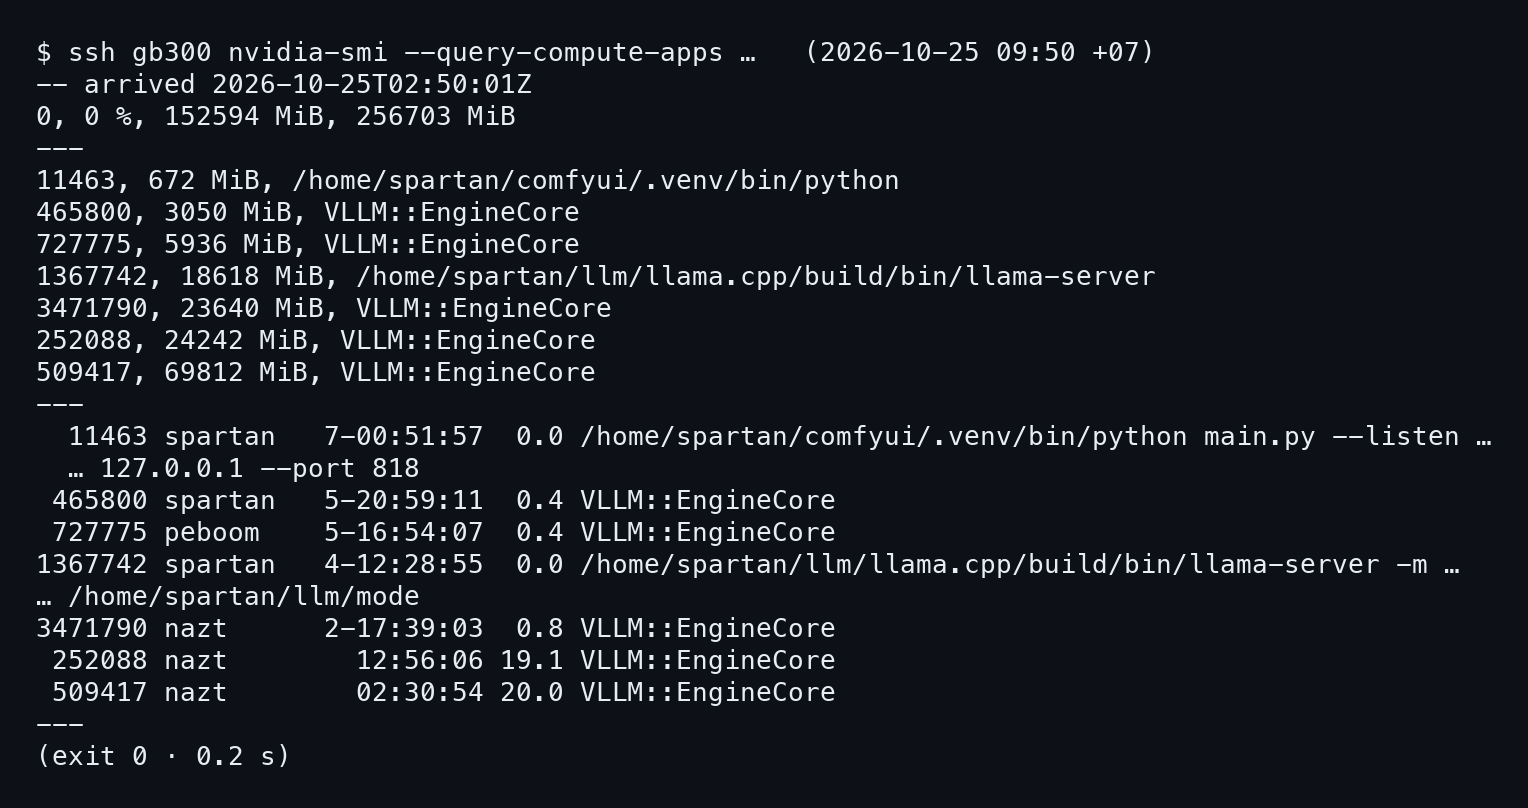 $ ssh gb300 nvidia-smi --query-compute-apps …   (2026-10-25 09:50 +07)
-- arrived 2026-10-25T02:50:01Z
0, 0 %, 152594 MiB, 256703 MiB
---
11463, 672 MiB, /home/spartan/comfyui/.venv/bin/python
465800, 3050 MiB, VLLM::EngineCore
727775, 5936 MiB, VLLM::EngineCore
1367742, 18618 MiB, /home/spartan/llm/llama.cpp/build/bin/llama-server
3471790, 23640 MiB, VLLM::EngineCore
252088, 24242 MiB, VLLM::EngineCore
509417, 69812 MiB, VLLM::EngineCore
---
  11463 spartan   7-00:51:57  0.0 /home/spartan/comfyui/.venv/bin/python main.py --listen …
  … 127.0.0.1 --port 818
 465800 spartan   5-20:59:11  0.4 VLLM::EngineCore
 727775 peboom    5-16:54:07  0.4 VLLM::EngineCore
1367742 spartan   4-12:28:55  0.0 /home/spartan/llm/llama.cpp/build/bin/llama-server -m …
… /home/spartan/llm/mode
3471790 nazt      2-17:39:03  0.8 VLLM::EngineCore
 252088 nazt        12:56:06 19.1 VLLM::EngineCore
 509417 nazt        02:30:54 20.0 VLLM::EngineCore
---
(exit 0 · 0.2 s)